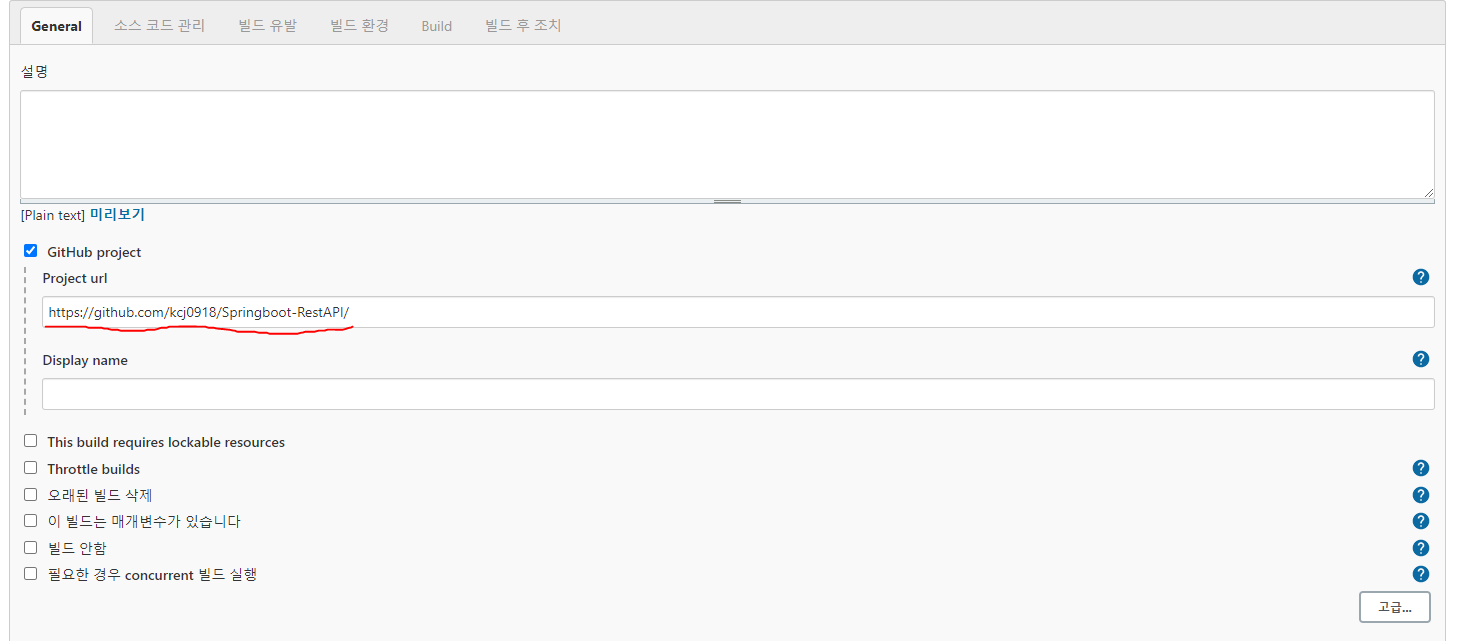 General 소스 코드 관리 빌드 유발 빌드 환경 Build 빌드 후 조치
설명
[Plain text] 미리보기
GitHub project
Project url
https://github.com/kcj0918/Springboot-RestAPI/
Display name
This build requires lockable resources
Throttle builds
오래된 빌드 삭제
이 빌드는 매개변수가 있습니다
빌드 안함
필요한 경우 concurrent 빌드 실행
고급...